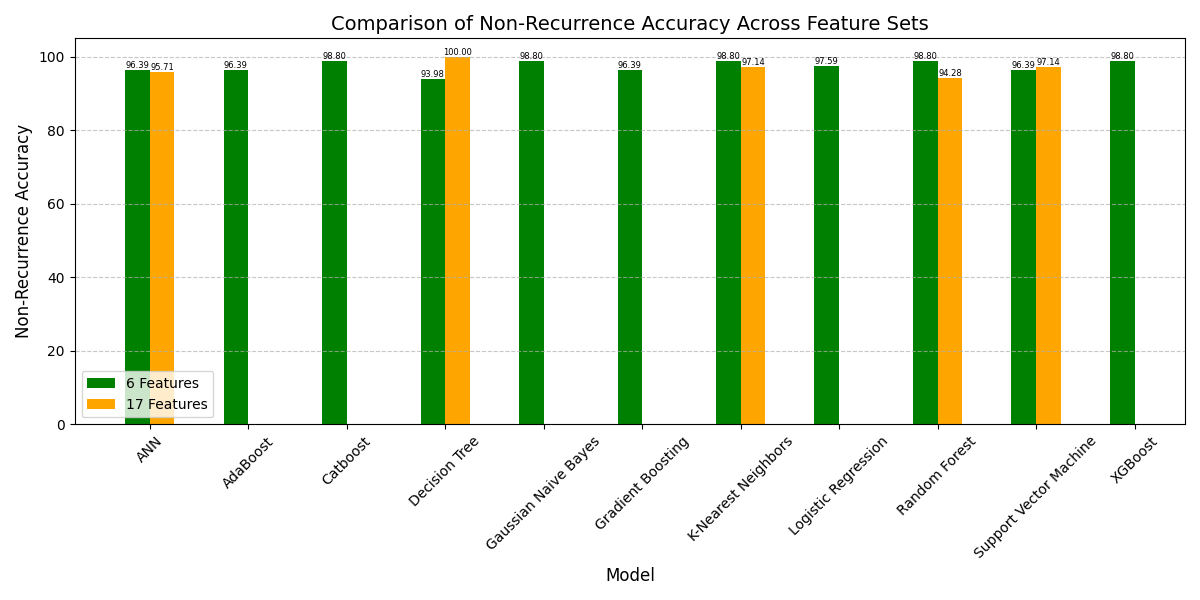 Comparison of Non-Recurrence Accuracy Across Feature Sets
Non-Recurrence Accuracy
100
80
60
40
20
0
96.39
95.71
96.39
98.80
93.98
100.00
98.80
96.39
98.80
97.14
97.59
98.80
94.28
96.39
97.14
98.80
6 Features
17 Features
ANN
AdaBoost
Catboost
Decision Tree
Gaussian Naive Bayes
Gradient Boosting
K-Nearest Neighbors
Logistic Regression
Random Forest
Support Vector Machine
XGBoost
Model